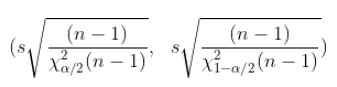 (s√((n − 1)/χ²_{α/2}(n − 1)), s√((n − 1)/χ²_{1−α/2}(n − 1)))